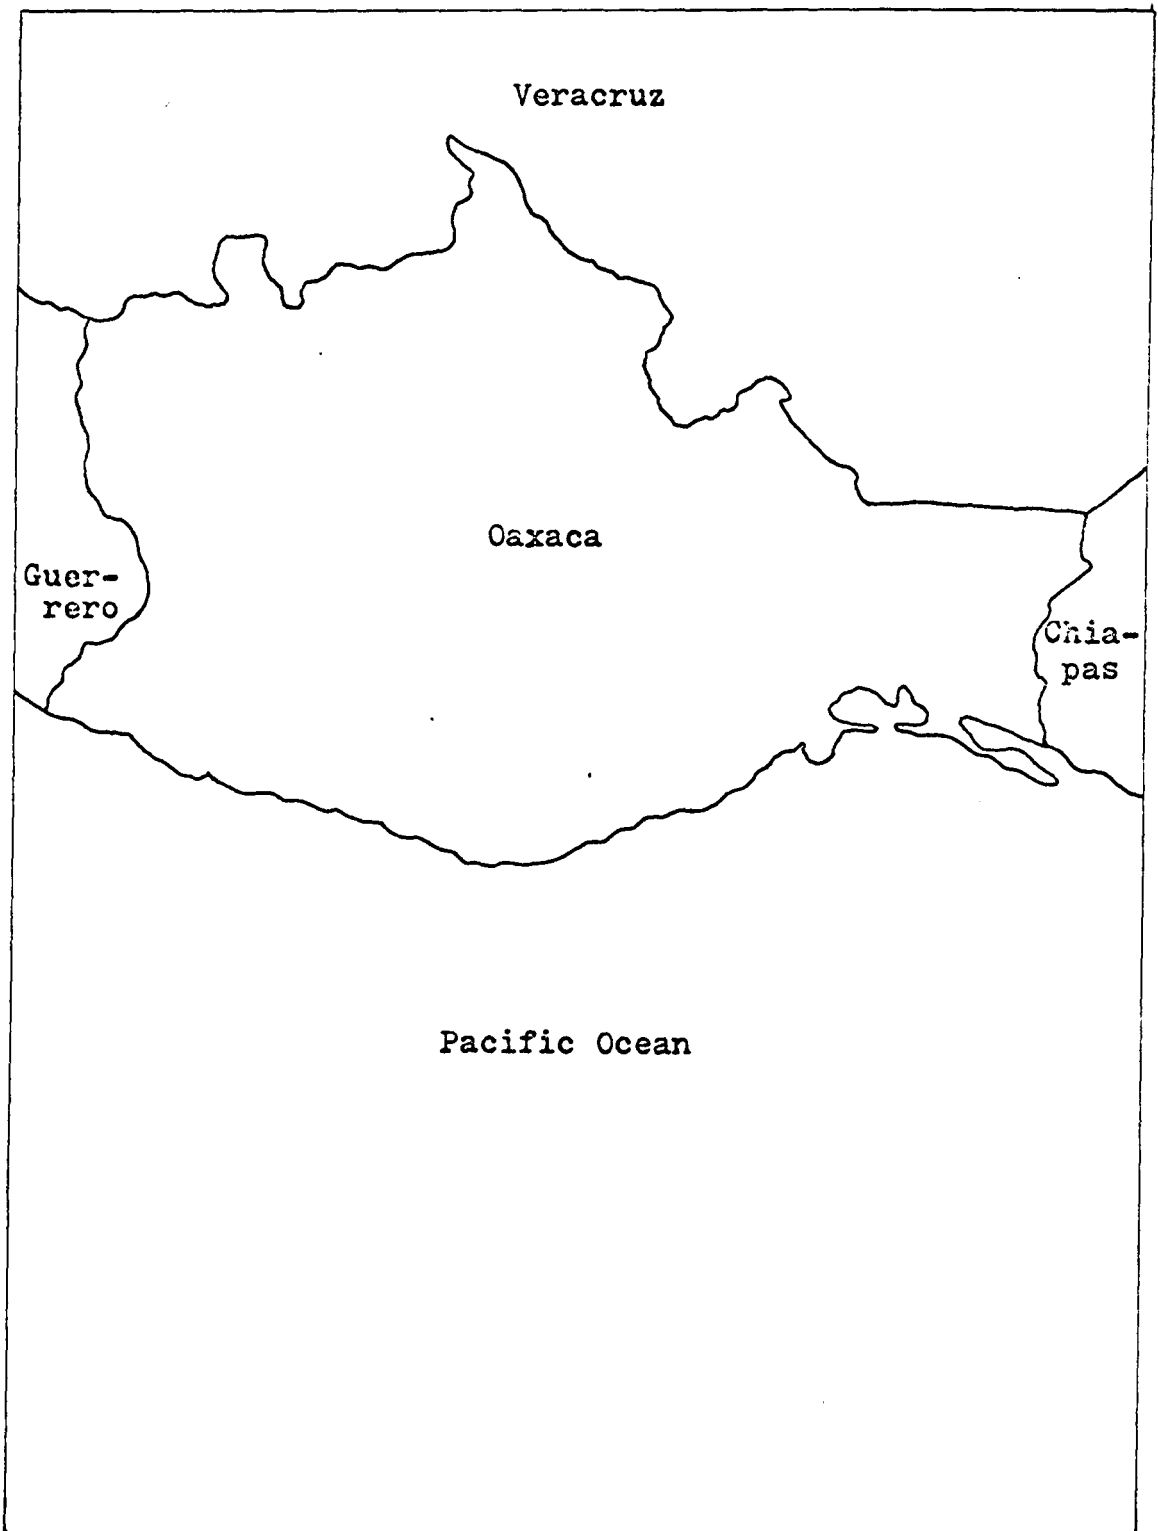 Veracruz
Oaxaca
Guer-
rero
Chia-
pas
Pacific Ocean